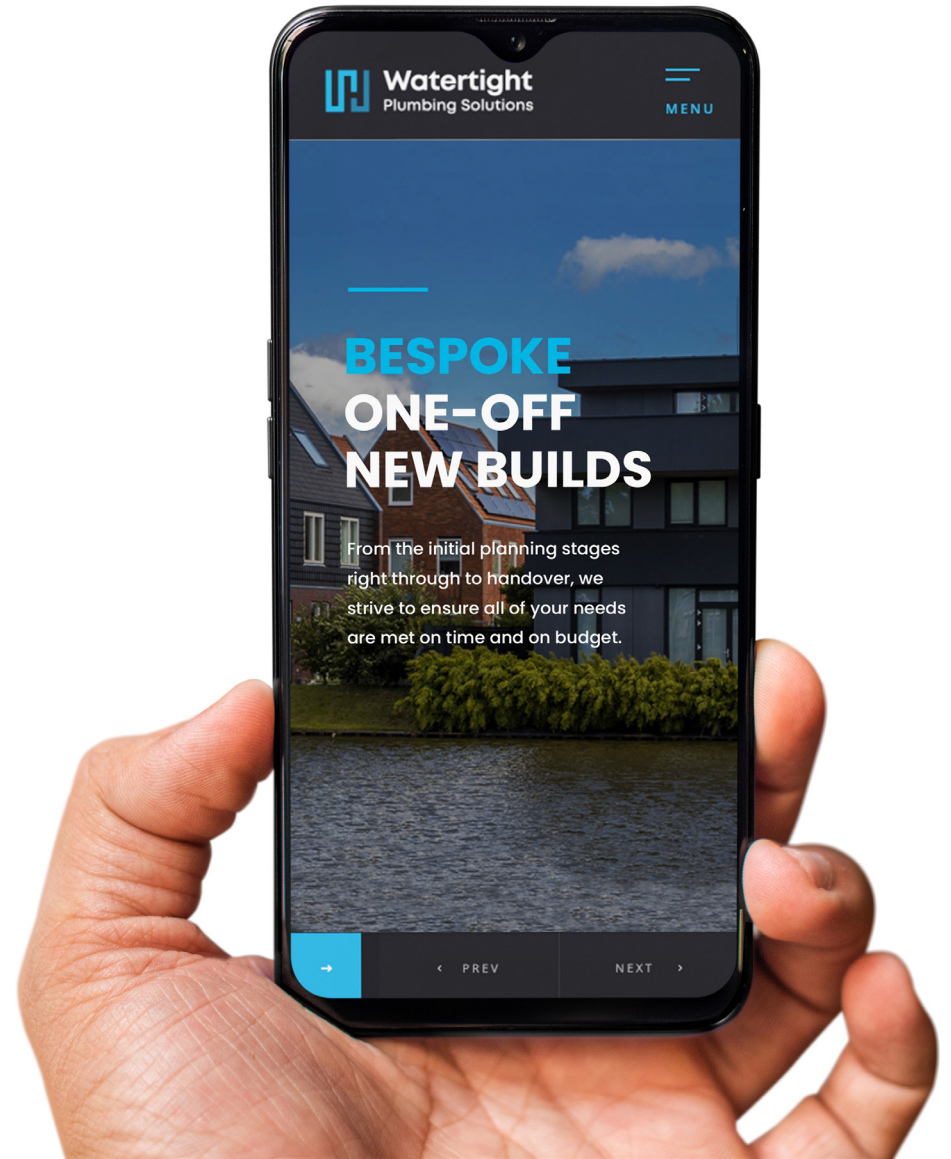 Watertight
Plumbing Solutions
MENU
BESPOKE
ONE-OFF
NEW BUILDS
From the initial planning stages
right through to handover, we
strive to ensure all of your needs
are met on time and on budget.
PREV
NEXT